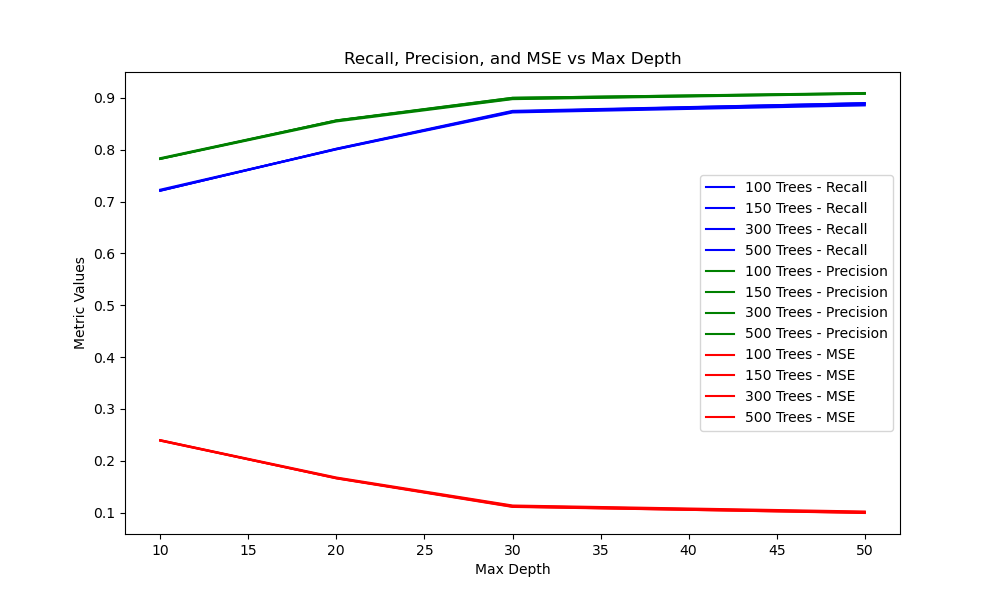 Recall, Precision, and MSE vs Max Depth
Metric Values
0.9
0.8
0.7
0.6
0.5
0.4
0.3
0.2
0.1
100 Trees - Recall
150 Trees - Recall
300 Trees - Recall
500 Trees - Recall
100 Trees - Precision
150 Trees - Precision
300 Trees - Precision
500 Trees - Precision
100 Trees - MSE
150 Trees - MSE
300 Trees - MSE
500 Trees - MSE
10 15 20 25 30 35 40 45 50
Max Depth